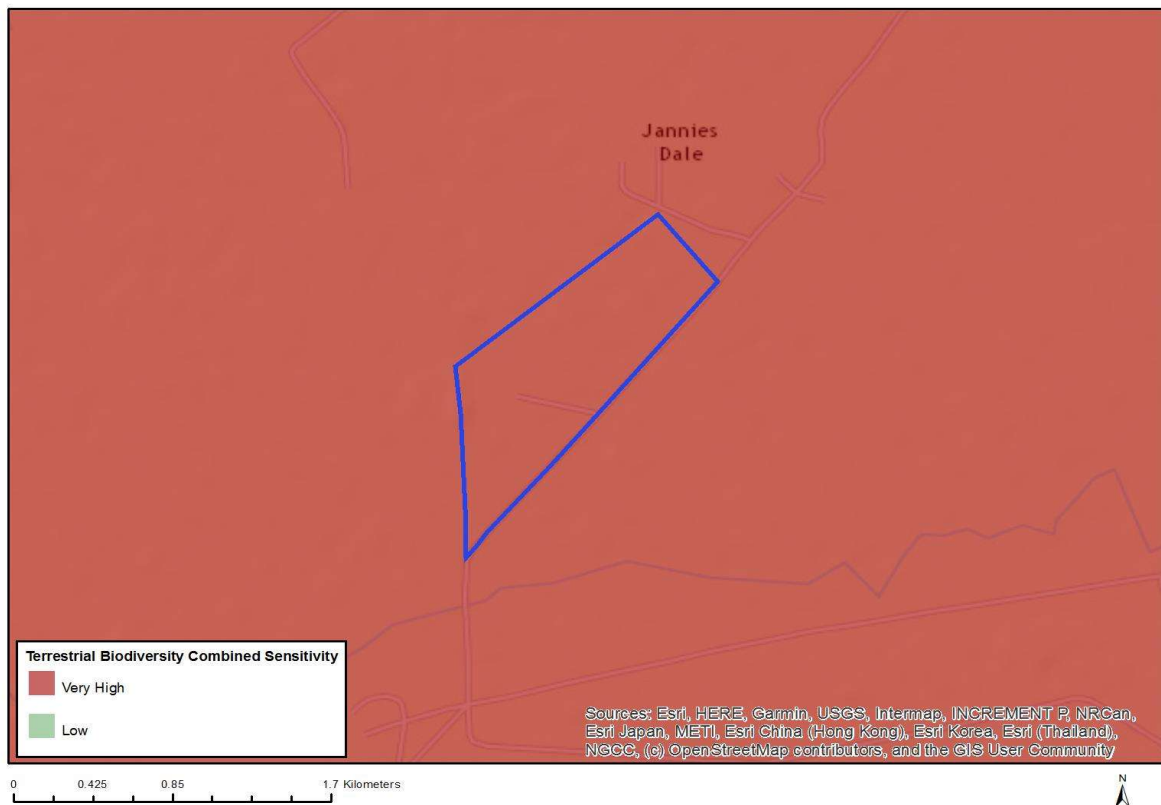 Jannies
Dale
Terrestrial Biodiversity Combined Sensitivity
Very High
Low
Sources: Esri, HERE, Garmin, USGS, Intermap, INCREMENT P, NRCan,
Esri Japan, METI, Esri China (Hong Kong), Esri Korea, Esri (Thailand),
NGCC, (c) OpenStreetMap contributors, and the GIS User Community
0 0.425 0.85 1.7 Kilometers
N